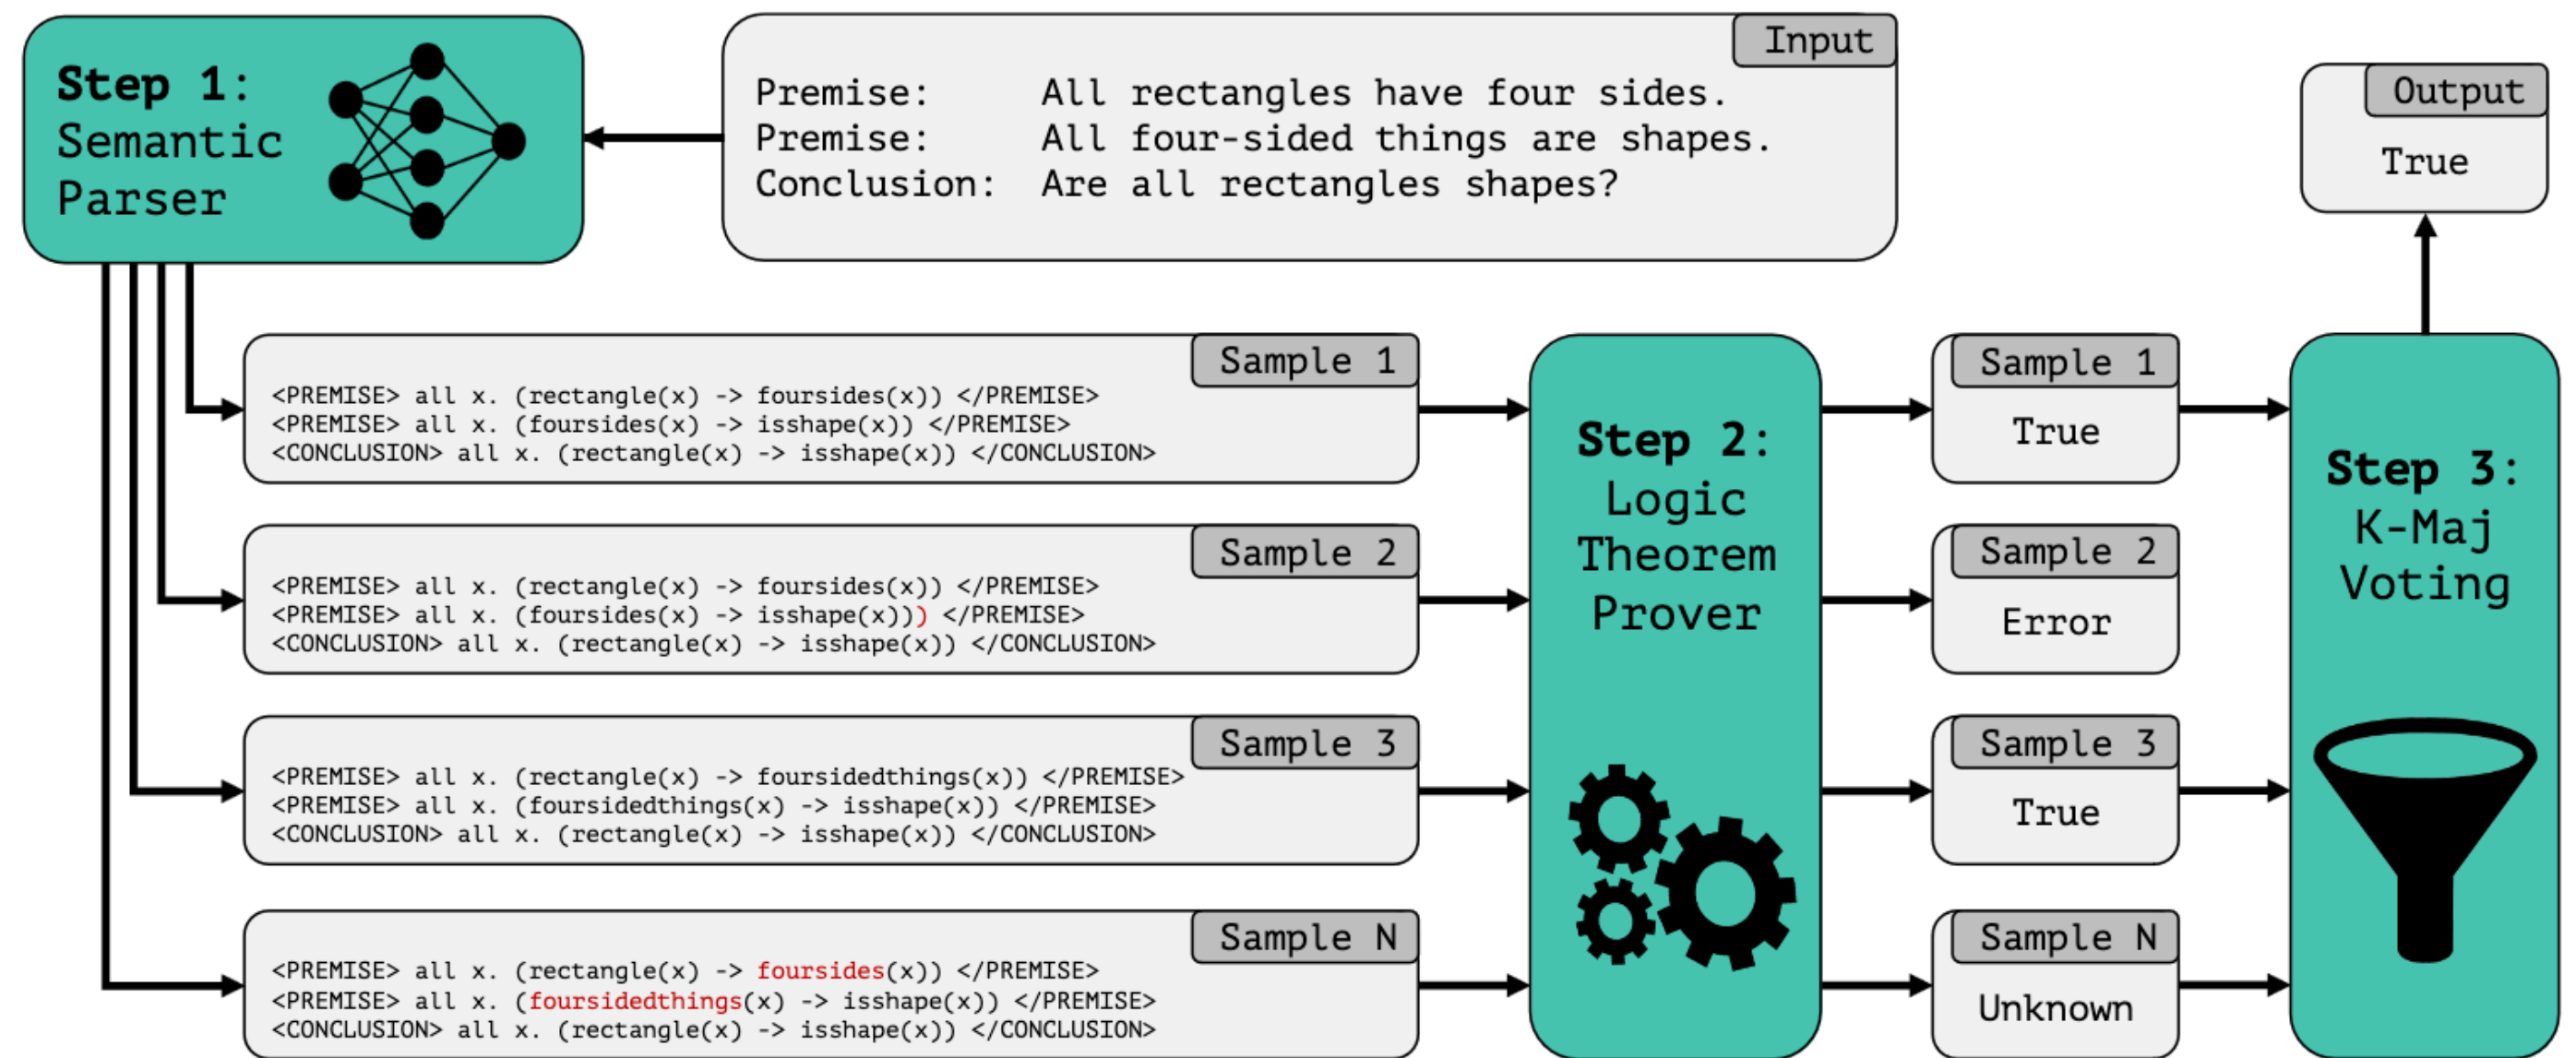 Step 1:
Semantic
Parser
Input
Premise: All rectangles have four sides.
Premise: All four-sided things are shapes.
Conclusion: Are all rectangles shapes?
Output
True
Sample 1
<PREMISE> all x. (rectangle(x) -> foursides(x)) </PREMISE>
<PREMISE> all x. (foursides(x) -> isshape(x)) </PREMISE>
<CONCLUSION> all x. (rectangle(x) -> isshape(x)) </CONCLUSION>
Sample 2
<PREMISE> all x. (rectangle(x) -> foursides(x)) </PREMISE>
<PREMISE> all x. (foursides(x) -> isshape(x))) </PREMISE>
<CONCLUSION> all x. (rectangle(x) -> isshape(x)) </CONCLUSION>
Sample 3
<PREMISE> all x. (rectangle(x) -> foursidedthings(x)) </PREMISE>
<PREMISE> all x. (foursidedthings(x) -> isshape(x)) </PREMISE>
<CONCLUSION> all x. (rectangle(x) -> isshape(x)) </CONCLUSION>
Sample N
<PREMISE> all x. (rectangle(x) -> foursides(x)) </PREMISE>
<PREMISE> all x. (foursidedthings(x) -> isshape(x)) </PREMISE>
<CONCLUSION> all x. (rectangle(x) -> isshape(x)) </CONCLUSION>
Step 2:
Logic
Theorem
Prover
Sample 1
True
Sample 2
Error
Sample 3
True
Sample N
Unknown
Step 3:
K-Maj
Voting